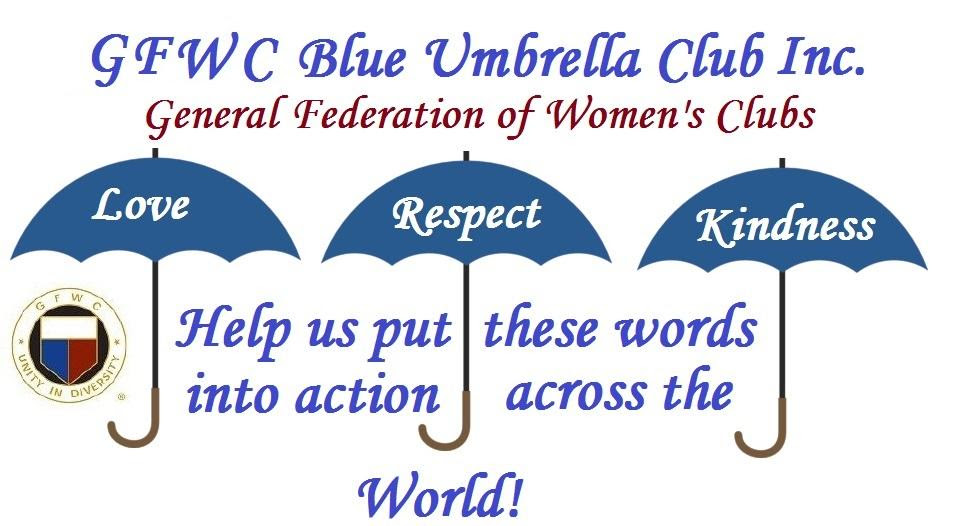 GFWC Blue Umbrella Club Inc.
General Federation of Women's Clubs
Love Respect Kindness
GFWC
UNITY IN DIVERSITY
®
Help us put these words
into action across the
World!